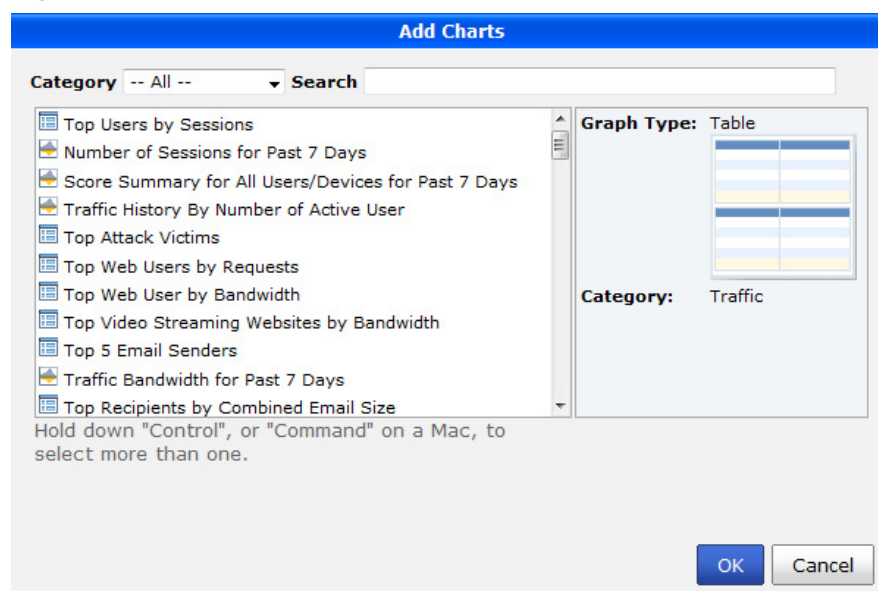 Add Charts
Category -- All -- Search
Top Users by Sessions
Number of Sessions for Past 7 Days
Score Summary for All Users/Devices for Past 7 Days
Traffic History By Number of Active User
Top Attack Victims
Top Web Users by Requests
Top Web User by Bandwidth
Top Video Streaming Websites by Bandwidth
Top 5 Email Senders
Traffic Bandwidth for Past 7 Days
Top Recipients by Combined Email Size
Graph Type: Table
Category: Traffic
Hold down "Control", or "Command" on a Mac, to
select more than one.
OK Cancel